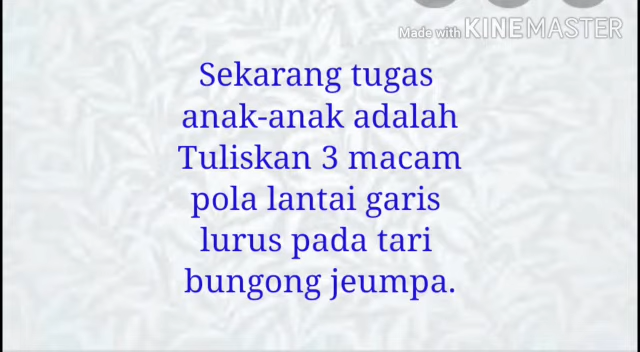 Made with KINEMASTER
Sekarang tugas
anak-anak adalah
Tuliskan 3 macam
pola lantai garis
lurus pada tari
bungong jeumpa.